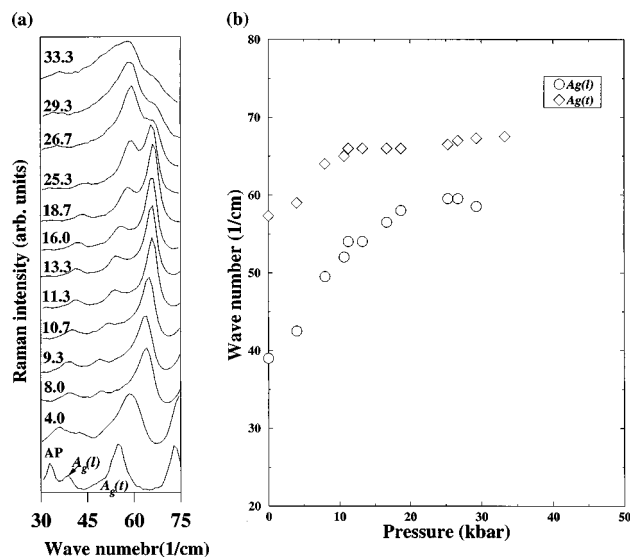 (a)
33.3
29.3
26.7
25.3
18.7
16.0
13.3
11.3
10.7
9.3
8.0
4.0
AP
Ag(l)
Ag(t)
30 45 60 75
Wave numebr(1/cm)
Raman intensity (arb. units)
(b)
80
70
60
50
40
30
20
Wave number (1/cm)
Ag(l)
Ag(t)
0 10 20 30 40 50
Pressure (kbar)